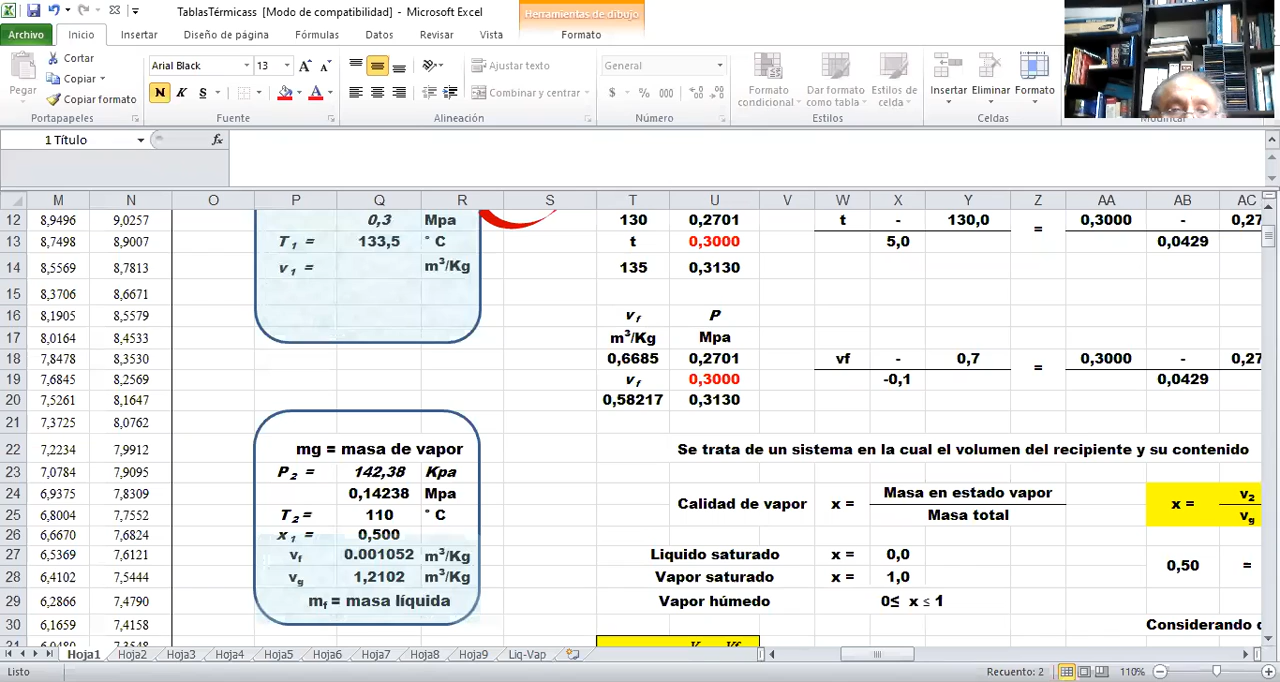 TablasTérmicass [Modo de compatibilidad] - Microsoft Excel
Herramientas de dibujo
Archivo Inicio Insertar Diseño de página Fórmulas Datos Revisar Vista Formato
Pegar
Cortar
Copiar
Copiar formato
Portapapeles
Arial Black 13
N K S
Fuente
Ajustar texto
Combinar y centrar
Alineación
General
$ % 000
Número
Formato condicional
Dar formato como tabla
Estilos de celda
Estilos
Insertar Eliminar Formato
Celdas
Modificar
1 Título fx
M N O P Q R S T U V W X Y Z AA AB AC
12 8,9496 9,0257 0,3 Mpa 130 0,2701 t - 130,0 = 0,3000 - 0,27
13 8,7498 8,9007 T1 = 133,5 ° C t 0,3000 5,0 0,0429
14 8,5569 8,7813 v1 = m³/Kg 135 0,3130
15 8,3706 8,6671
16 8,1905 8,5579 vf P
17 8,0164 8,4533 m³/Kg Mpa
18 7,8478 8,3530 0,6685 0,2701 vf - 0,7 = 0,3000 - 0,27
19 7,6845 8,2569 vf 0,3000 -0,1 0,0429
20 7,5261 8,1647 0,58217 0,3130
21 7,3725 8,0762
22 7,2234 7,9912 mg = masa de vapor Se trata de un sistema en la cual el volumen del recipiente y su contenido
23 7,0784 7,9095 P2 = 142,38 Kpa
24 6,9375 7,8309 0,14238 Mpa Calidad de vapor x = Masa en estado vapor x = v2
25 6,8004 7,7552 T2 = 110 ° C Masa total vg
26 6,6670 7,6824 x1 = 0,500
27 6,5369 7,6121 vf 0.001052 m³/Kg Liquido saturado x = 0,0
28 6,4102 7,5444 vg 1,2102 m³/Kg Vapor saturado x = 1,0 0,50 =
29 6,2866 7,4790 mf = masa líquida Vapor húmedo 0≤ x ≤ 1
30 6,1659 7,4158 Considerando
Hoja1 Hoja2 Hoja3 Hoja4 Hoja5 Hoja6 Hoja7 Hoja8 Hoja9 Liq-Vap
Listo Recuento: 2 110%